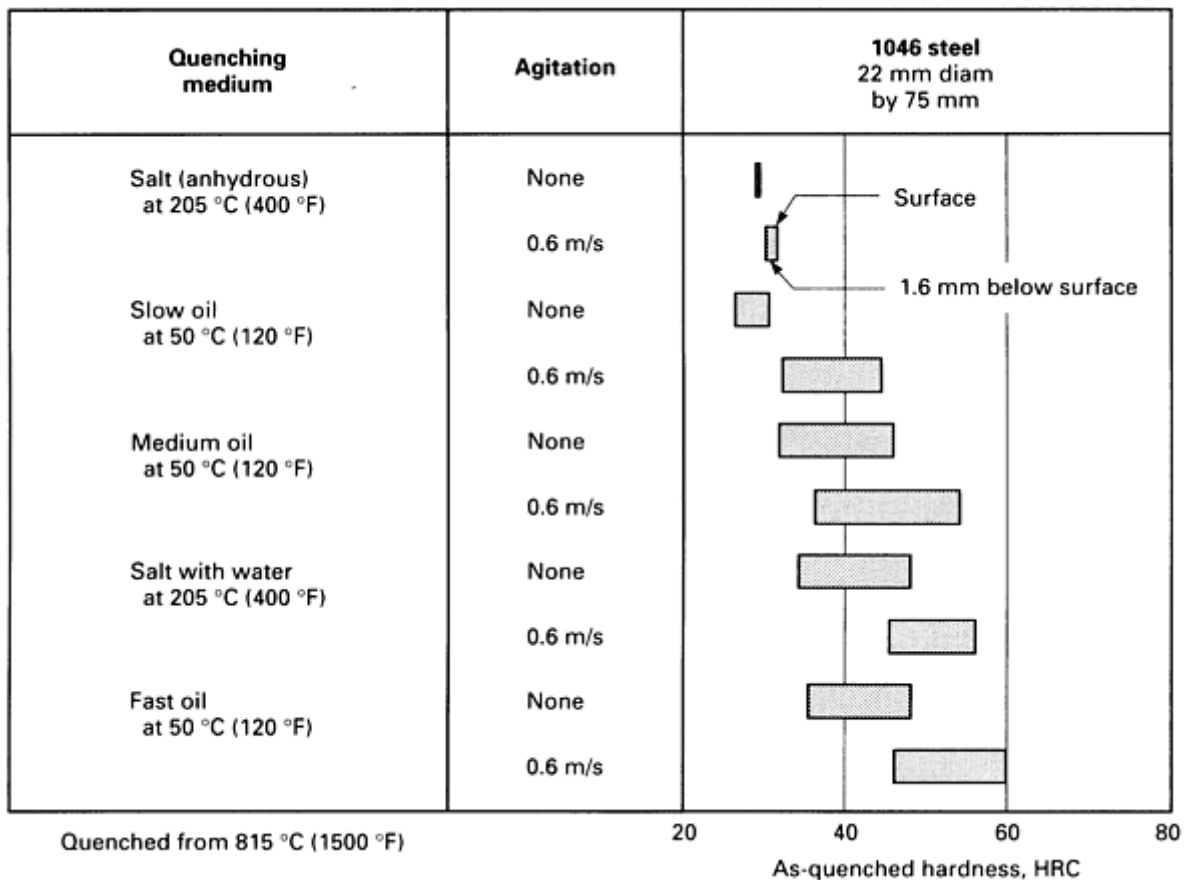 Quenching
medium
Agitation
1046 steel
22 mm diam
by 75 mm
Salt (anhydrous)
at 205 °C (400 °F)
None
Surface
0.6 m/s
1.6 mm below surface
Slow oil
at 50 °C (120 °F)
None
0.6 m/s
Medium oil
at 50 °C (120 °F)
None
0.6 m/s
Salt with water
at 205 °C (400 °F)
None
0.6 m/s
Fast oil
at 50 °C (120 °F)
None
0.6 m/s
Quenched from 815 °C (1500 °F)
20 40 60 80
As-quenched hardness, HRC